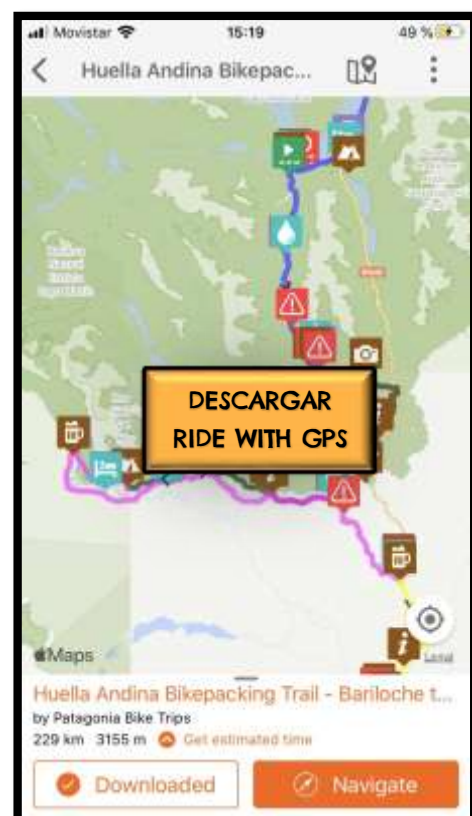 Movistar 15:19 49 %
Huella Andina Bikepac...
DESCARGAR
RIDE WITH GPS
Maps
Legal
Huella Andina Bikepacking Trail - Bariloche t...
by Patagonia Bike Trips
229 km 3155 m Get estimated time
Downloaded Navigate